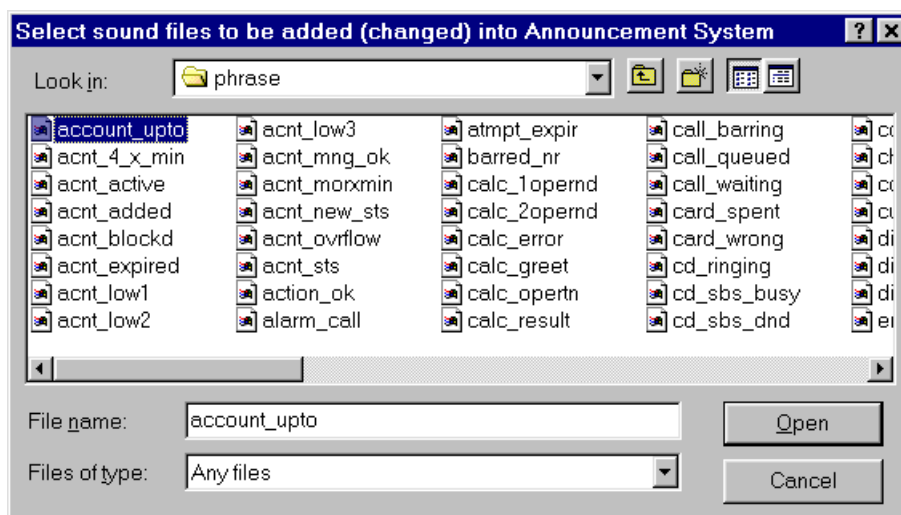 Select sound files to be added (changed) into Announcement System
Look in: phrase
account_upto acnt_low3 atmpt_expir call_barring
acnt_4_x_min acnt_mng_ok barred_nr call_queued
acnt_active acnt_morxmin calc_1opernd call_waiting
acnt_added acnt_new_sts calc_2opernd card_spent
acnt_blockd acnt_ovrflow calc_error card_wrong
acnt_expired acnt_sts calc_greet cd_ringing
acnt_low1 action_ok calc_opertn cd_sbs_busy
acnt_low2 alarm_call calc_result cd_sbs_dnd
File name: account_upto Open
Files of type: Any files Cancel